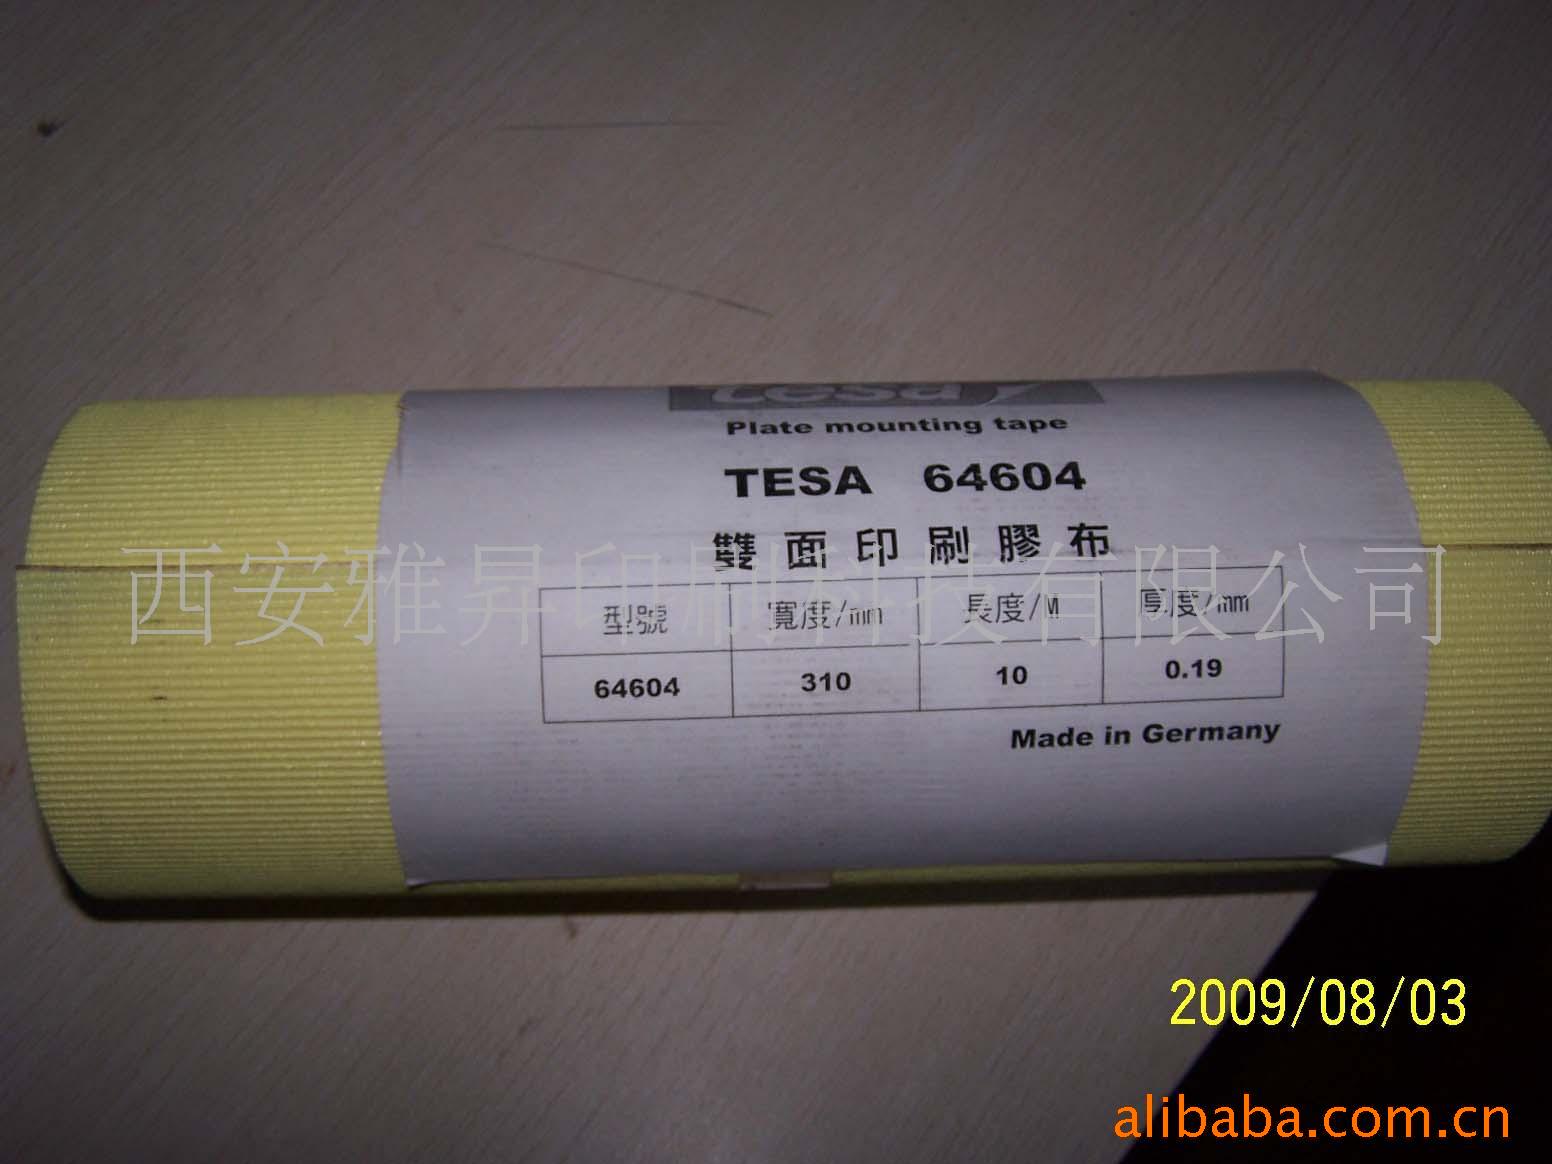 tesa
Plate mounting tape
TESA 64604
雙面印刷膠布
西安雅昇印刷科技有限公司
型號 寬度/mm 長度/M 厚度/mm
64604 310 10 0.19
Made in Germany
2009/08/03
alibaba.com.cn